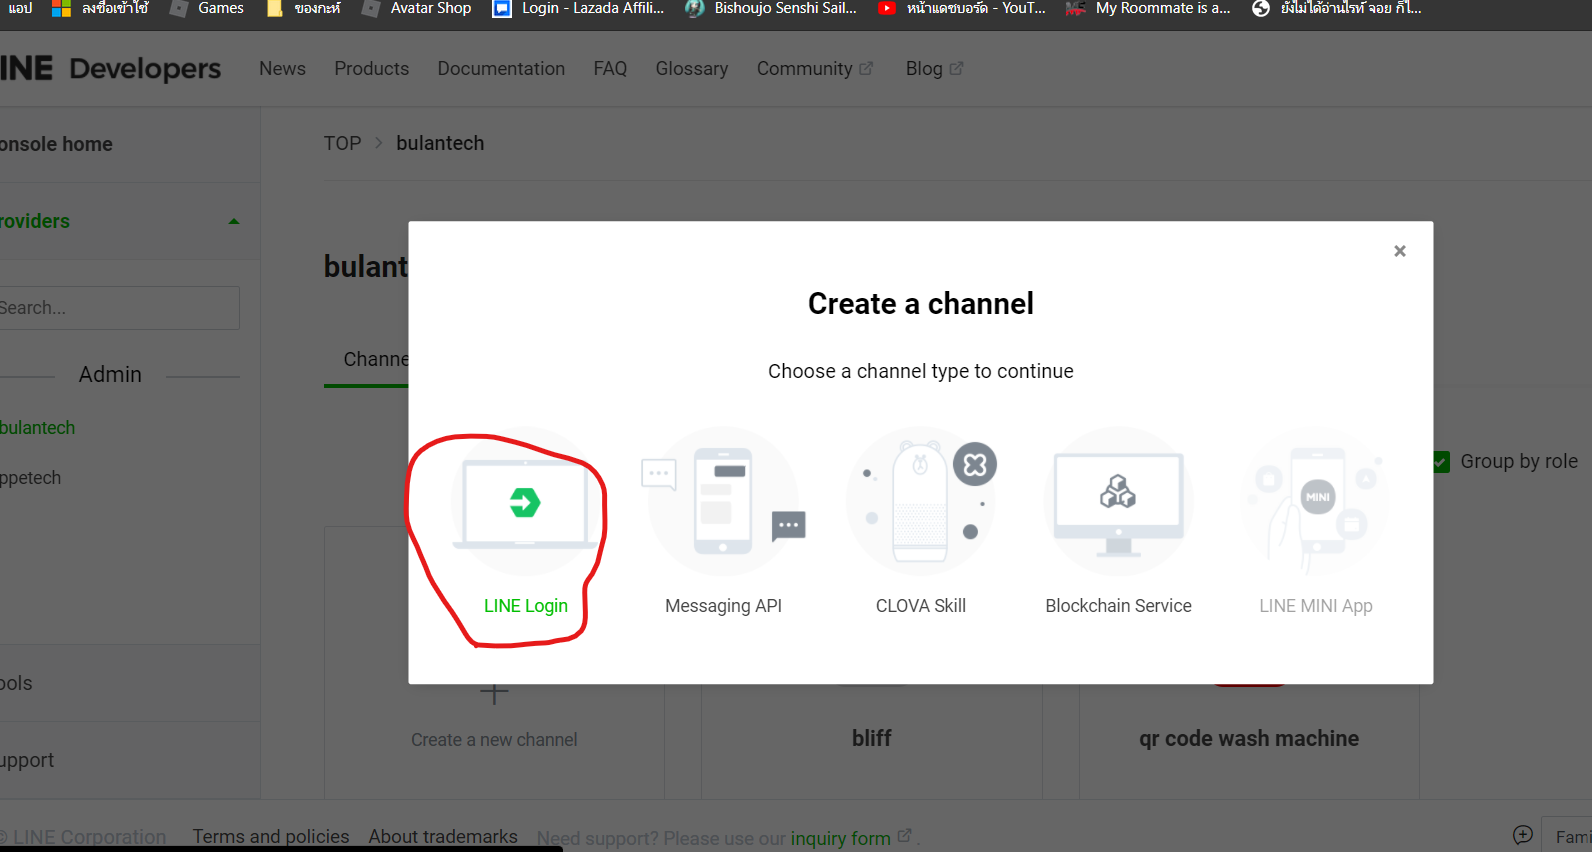 แอป ลงชื่อเข้าใช้ Games ของกะห์ Avatar Shop Login - Lazada Affili... Bishoujo Senshi Sail... หน้าแดชบอร์ด - YouT... My Roommate is a... ยังไม่ได้อ่านไรท์ จอย ก็ไ...
INE Developers News Products Documentation FAQ Glossary Community Blog
onsole home
TOP > bulantech
roviders
bulant
×
Create a channel
Search...
Channe
Choose a channel type to continue
Admin
bulantech
Group by role
ppetech
MINI
LINE Login Messaging API CLOVA Skill Blockchain Service LINE MINI App
ools
Create a new channel bliff qr code wash machine
upport
© LINE Corporation Terms and policies About trademarks Need support? Please use our inquiry form .
Fami